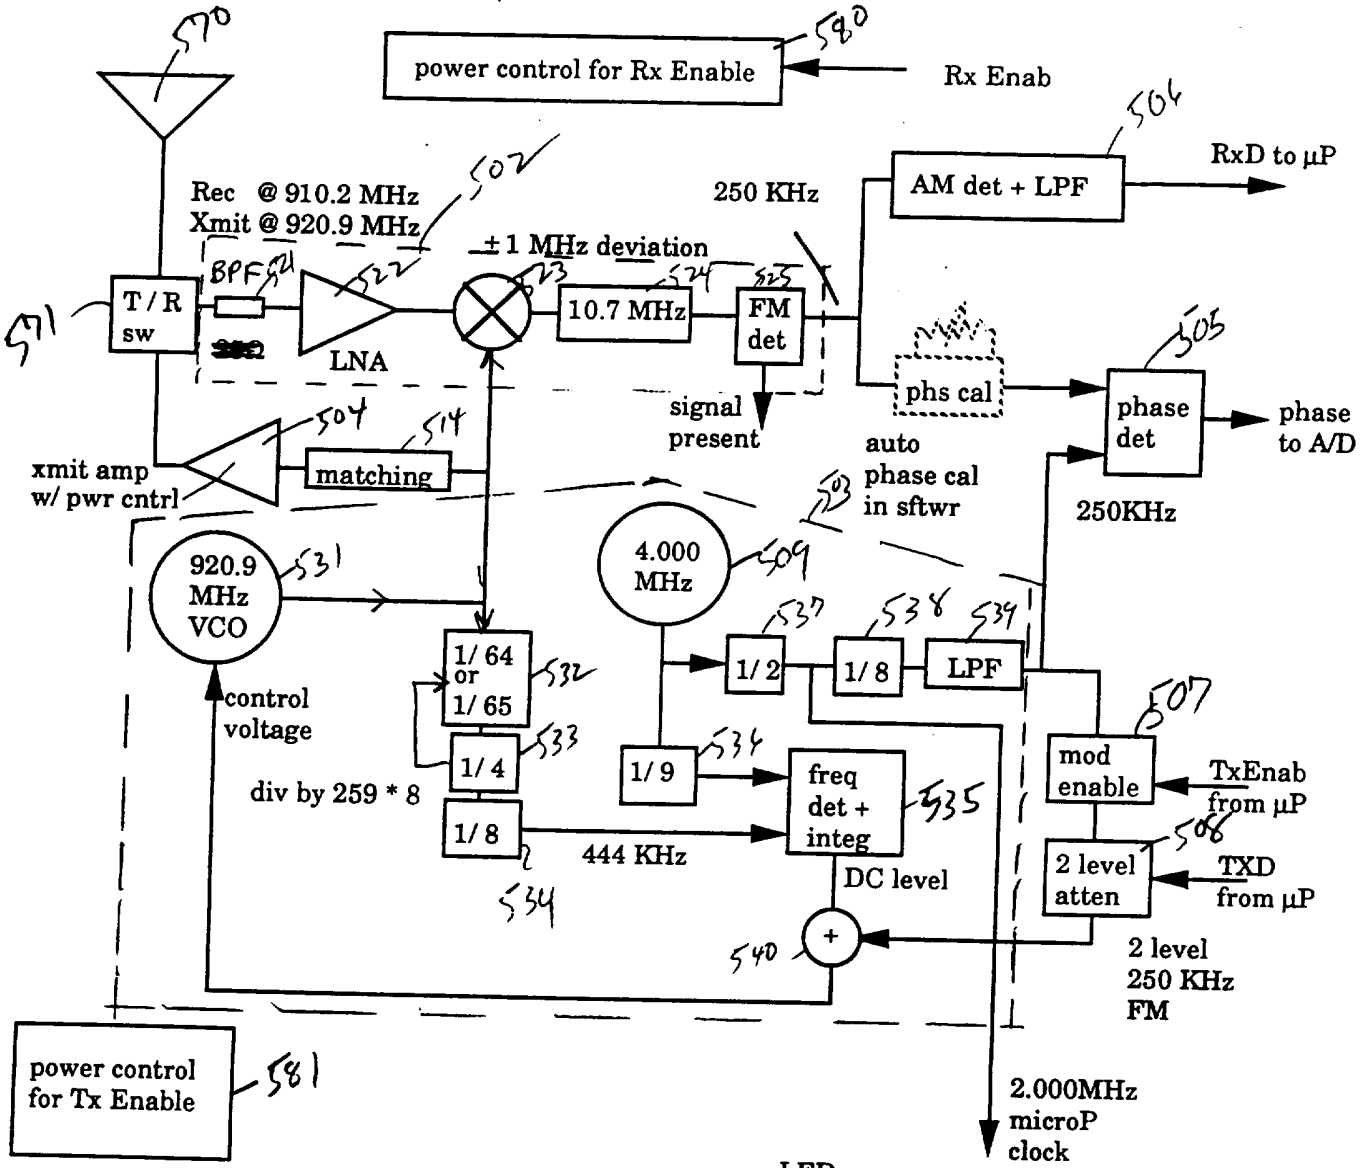 570
580
power control for Rx Enable
Rx Enab
506
RxD to µP
AM det + LPF
502
Rec @ 910.2 MHz
Xmit @ 920.9 MHz
250 KHz
± 1 MHz deviation
BPF 521
522
523
524
525
T / R
sw
571
10.7 MHz
FM
det
LNA
505
phs cal
phase
det
phase
to A/D
signal
present
auto
phase cal
in sftwr
504
514
matching
xmit amp
w/ pwr cntrl
503
250KHz
920.9
MHz
VCO
531
4.000
MHz
509
537
538
539
1/ 2
1/ 8
LPF
1/ 64
or
1/ 65
532
control
voltage
507
533
1/ 4
536
1/ 9
freq
det +
integ
535
mod
enable
TxEnab
from µP
div by 259 * 8
1/ 8
444 KHz
534
508
2 level
atten
TXD
from µP
DC level
+
540
2 level
250 KHz
FM
power control
for Tx Enable
581
2.000MHz
microP
clock